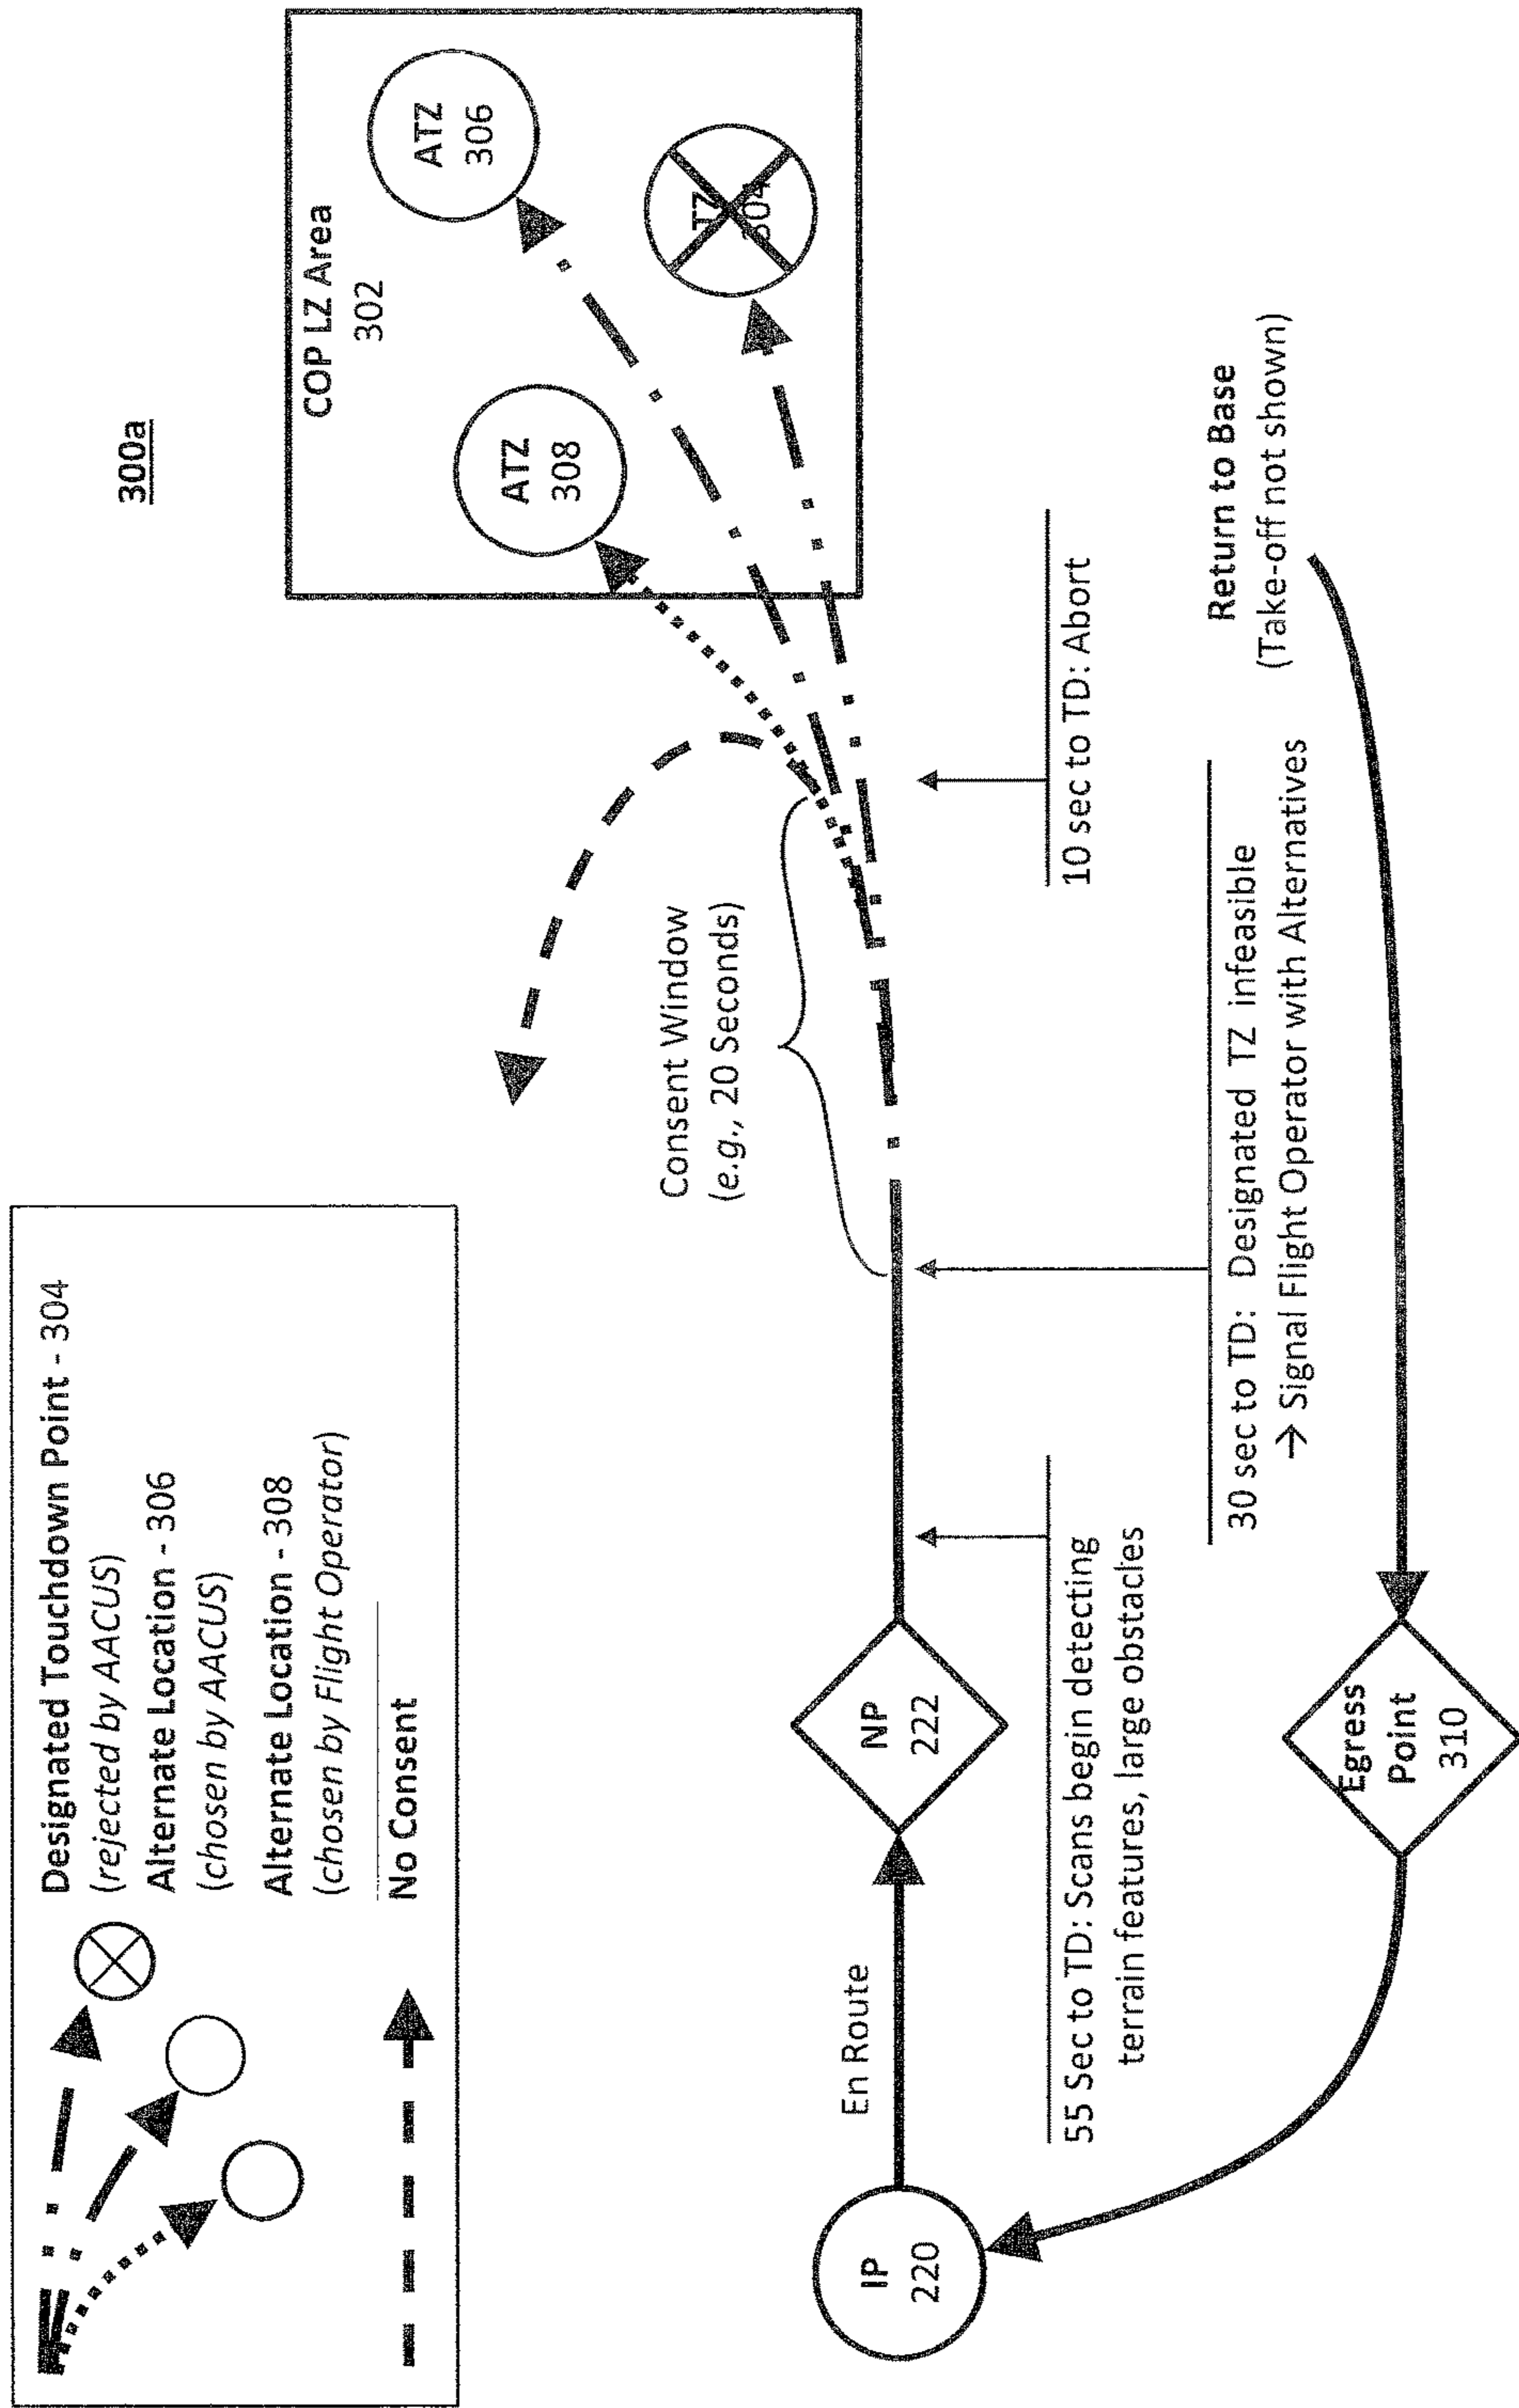 300a
Designated Touchdown Point - 304
(rejected by AACUS)
Alternate Location - 306
(chosen by AACUS)
Alternate Location - 308
(chosen by Flight Operator)
No Consent
COP LZ Area
302
ATZ
306
ATZ
308
TZ
304
Consent Window
(e.g., 20 Seconds)
En Route
IP
220
NP
222
10 sec to TD: Abort
55 Sec to TD: Scans begin detecting
terrain features, large obstacles
30 sec to TD: Designated TZ infeasible
→ Signal Flight Operator with Alternatives
Return to Base
(Take-off not shown)
Egress
Point
310